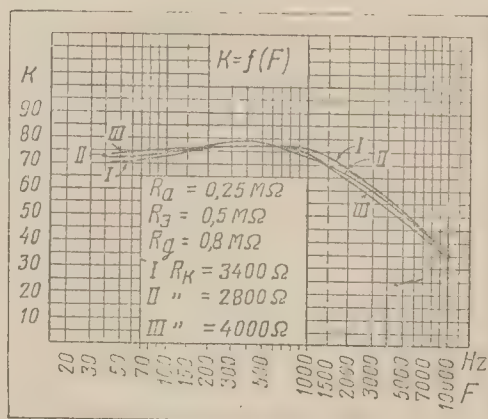 K=f(F)
K
90
80
70
60
50
40
30
20
10
III
II
I
I
II
III
Ra = 0,25 MΩ
Rз = 0,5 MΩ
Rg = 0,8 MΩ
I Rк = 3400 Ω
II " = 2800 Ω
III " = 4000 Ω
20 30 50 70 100 150 200 300 500 1000 1500 2000 3000 5000 7000 10000 Hz
F